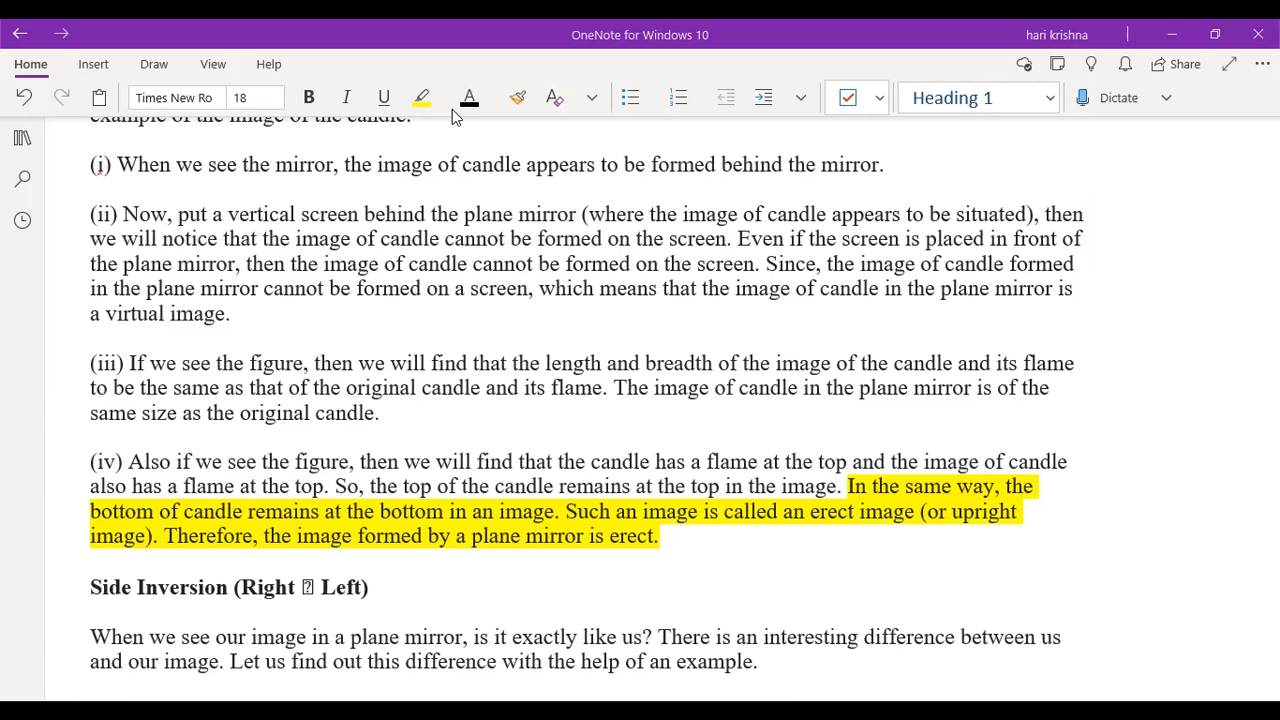 OneNote for Windows 10
hari krishna
Home Insert Draw View Help
Share
Times New Ro 18 B I U A A Heading 1 Dictate
example of the image of the candle.
(i) When we see the mirror, the image of candle appears to be formed behind the mirror.
(ii) Now, put a vertical screen behind the plane mirror (where the image of candle appears to be situated), then
we will notice that the image of candle cannot be formed on the screen. Even if the screen is placed in front of
the plane mirror, then the image of candle cannot be formed on the screen. Since, the image of candle formed
in the plane mirror cannot be formed on a screen, which means that the image of candle in the plane mirror is
a virtual image.
(iii) If we see the figure, then we will find that the length and breadth of the image of the candle and its flame
to be the same as that of the original candle and its flame. The image of candle in the plane mirror is of the
same size as the original candle.
(iv) Also if we see the figure, then we will find that the candle has a flame at the top and the image of candle
also has a flame at the top. So, the top of the candle remains at the top in the image. In the same way, the
bottom of candle remains at the bottom in an image. Such an image is called an erect image (or upright
image). Therefore, the image formed by a plane mirror is erect.
Side Inversion (Right ⍰ Left)
When we see our image in a plane mirror, is it exactly like us? There is an interesting difference between us
and our image. Let us find out this difference with the help of an example.